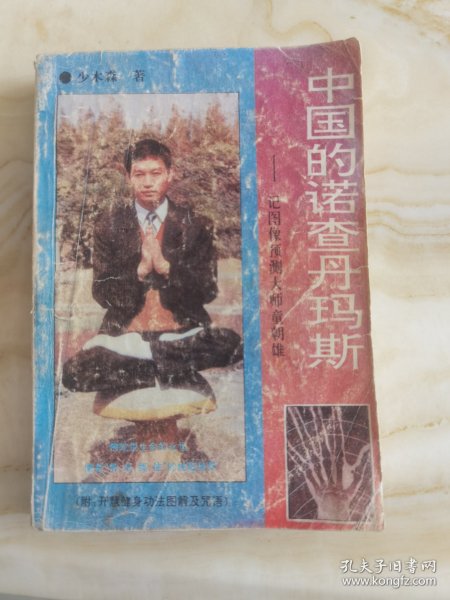 ●少木森 著
中国的诺查丹玛斯
——记图像预测大师童朝雄
(附:开慧健身功法图解及咒语)
孔夫子旧书网
www.kongfz.com